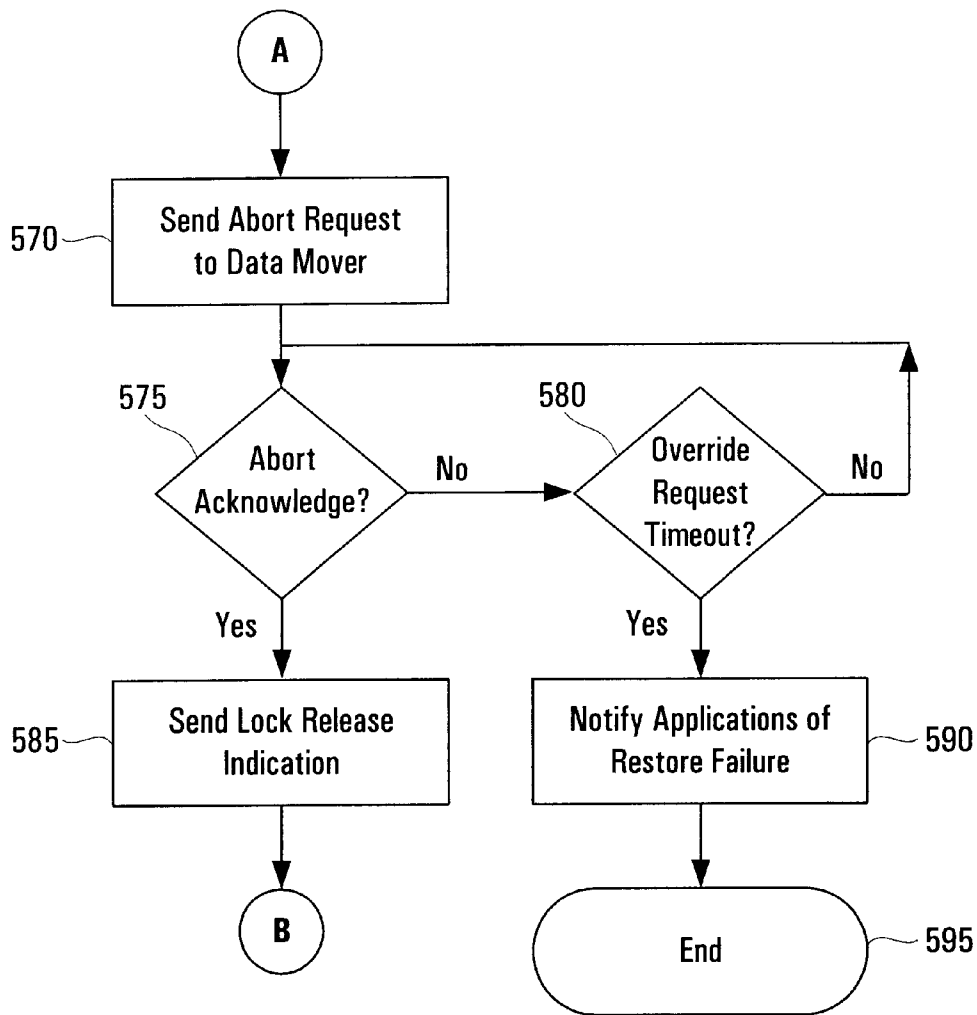 A
570
Send Abort Request
to Data Mover
575
Abort
Acknowledge?
No
580
Override
Request
Timeout?
No
Yes
Yes
585
Send Lock Release
Indication
Notify Applications of
Restore Failure
590
B
End
595